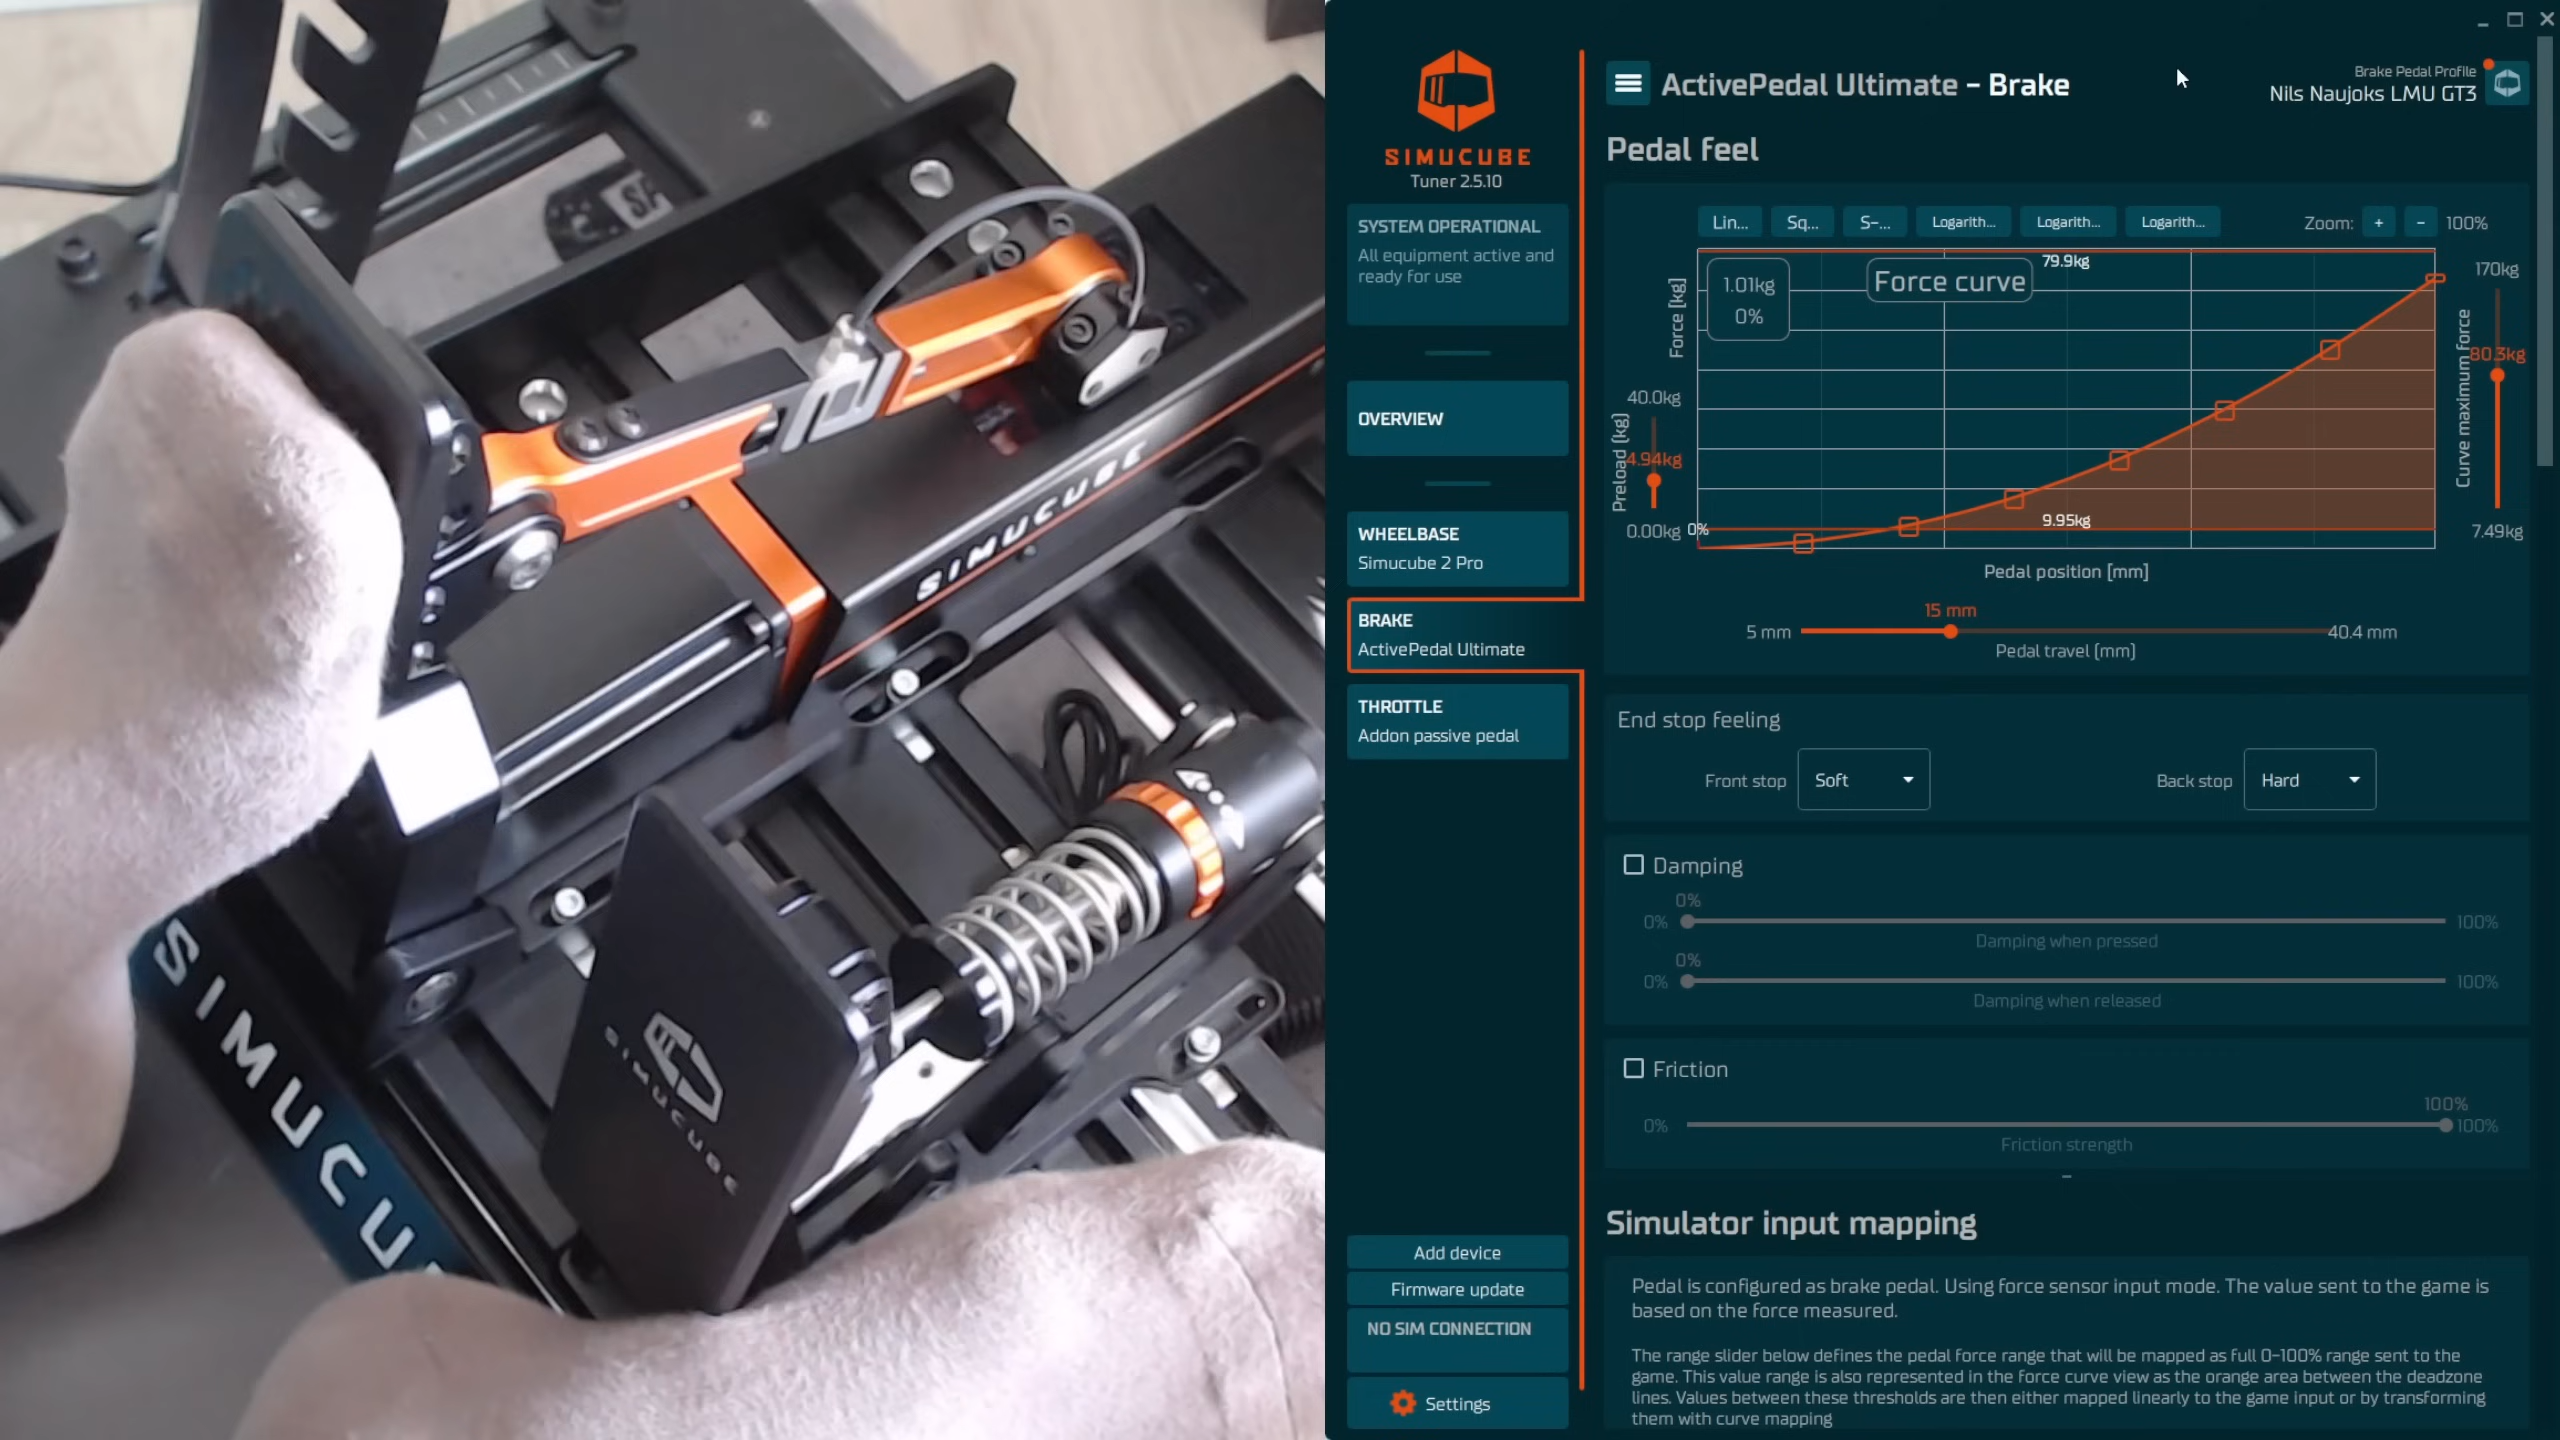 SIMUCUBE
SIMUCUBE
SIMUCU
SIMUCUBE
Tuner 2.5.10
SYSTEM OPERATIONAL
All equipment active and
ready for use
OVERVIEW
WHEELBASE
Simucube 2 Pro
BRAKE
ActivePedal Ultimate
THROTTLE
Addon passive pedal
Add device
Firmware update
NO SIM CONNECTION
Settings
ActivePedal Ultimate - Brake
Brake Pedal Profile
Nils Naujoks LMU GT3
Pedal feel
Lin...
Sq...
S-...
Logarith...
Logarith...
Logarith...
Zoom: + - 100%
1.01kg
0%
Force curve
79.9kg
Force [kg]
170kg
80.3kg
Curve maximum force
7.49kg
40.0kg
4.94kg
Preload (kg)
0.00kg
0%
9.95kg
Pedal position [mm]
15 mm
5 mm
40.4 mm
Pedal travel [mm]
End stop feeling
Front stop
Soft
Back stop
Hard
Damping
0%
0%
100%
Damping when pressed
0%
0%
100%
Damping when released
Friction
100%
0%
100%
Friction strength
Simulator input mapping
Pedal is configured as brake pedal. Using force sensor input mode. The value sent to the game is
based on the force measured.
The range slider below defines the pedal force range that will be mapped as full 0-100% range sent to the
game. This value range is also represented in the force curve view as the orange area between the deadzone
lines. Values between these thresholds are then either mapped linearly to the game input or by transforming
them with curve mapping